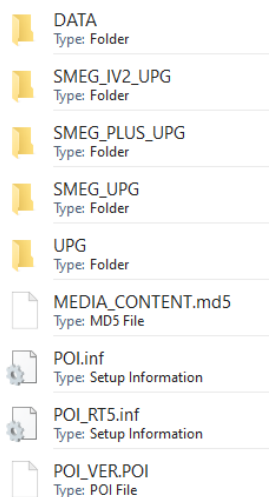 DATA
Type: Folder
SMEG_IV2_UPG
Type: Folder
SMEG_PLUS_UPG
Type: Folder
SMEG_UPG
Type: Folder
UPG
Type: Folder
MEDIA_CONTENT.md5
Type: MD5 File
POI.inf
Type: Setup Information
POI_RT5.inf
Type: Setup Information
POI_VER.POI
Type: POI File